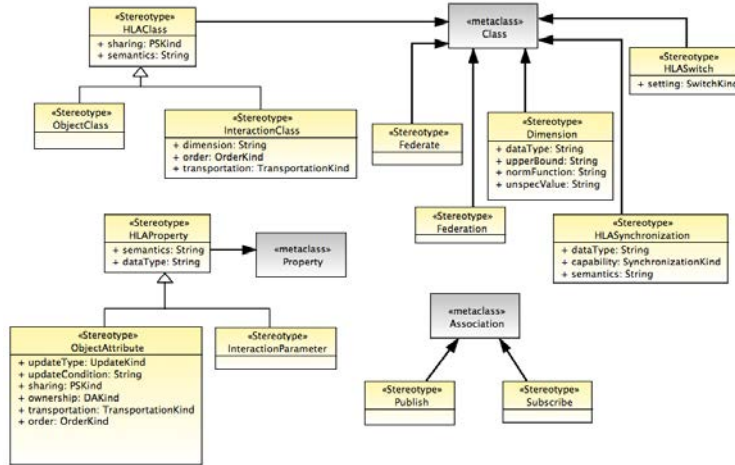 «Stereotype»
HLAClass
+ sharing: PSKind
+ semantics: String
«metaclass»
Class
«Stereotype»
HLASwitch
+ setting: SwitchKind
«Stereotype»
ObjectClass
«Stereotype»
InteractionClass
+ dimension: String
+ order: OrderKind
+ transportation: TransportationKind
«Stereotype»
Federate
«Stereotype»
Dimension
+ dataType: String
+ upperBound: String
+ normFunction: String
+ unspecValue: String
«Stereotype»
HLAProperty
+ semantics: String
+ dataType: String
«metaclass»
Property
«Stereotype»
Federation
«Stereotype»
HLASynchronization
+ dataType: String
+ capability: SynchronizationKind
+ semantics: String
«Stereotype»
ObjectAttribute
+ updateType: UpdateKind
+ updateCondition: String
+ sharing: PSKind
+ ownership: DAKind
+ transportation: TransportationKind
+ order: OrderKind
«Stereotype»
InteractionParameter
«metaclass»
Association
«Stereotype»
Publish
«Stereotype»
Subscribe